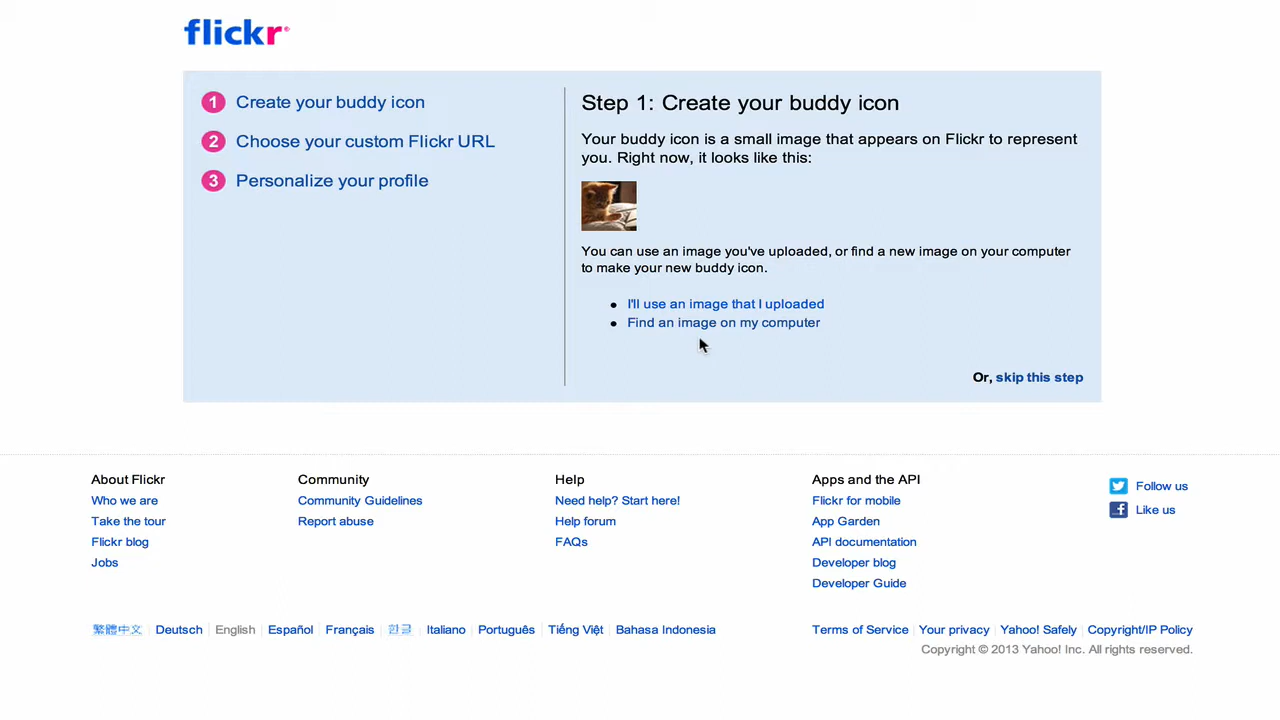 flickr
1 Create your buddy icon
2 Choose your custom Flickr URL
3 Personalize your profile
Step 1: Create your buddy icon
Your buddy icon is a small image that appears on Flickr to represent
you. Right now, it looks like this:
You can use an image you've uploaded, or find a new image on your computer
to make your new buddy icon.
I'll use an image that I uploaded
Find an image on my computer
Or, skip this step
About Flickr
Who we are
Take the tour
Flickr blog
Jobs
Community
Community Guidelines
Report abuse
Help
Need help? Start here!
Help forum
FAQs
Apps and the API
Flickr for mobile
App Garden
API documentation
Developer blog
Developer Guide
Follow us
Like us
繁體中文 Deutsch English Español Français 한글 Italiano Português Tiếng Việt Bahasa Indonesia
Terms of Service Your privacy Yahoo! Safely Copyright/IP Policy
Copyright © 2013 Yahoo! Inc. All rights reserved.